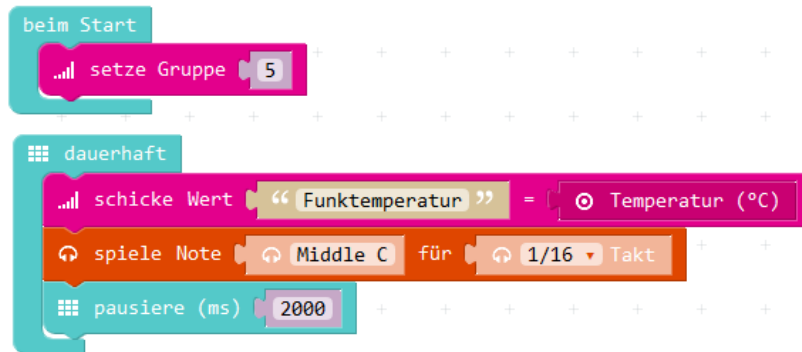 beim Start
setze Gruppe 5
dauerhaft
schicke Wert “ Funktemperatur ” = Temperatur (°C)
spiele Note Middle C für 1/16 Takt
pausiere (ms) 2000